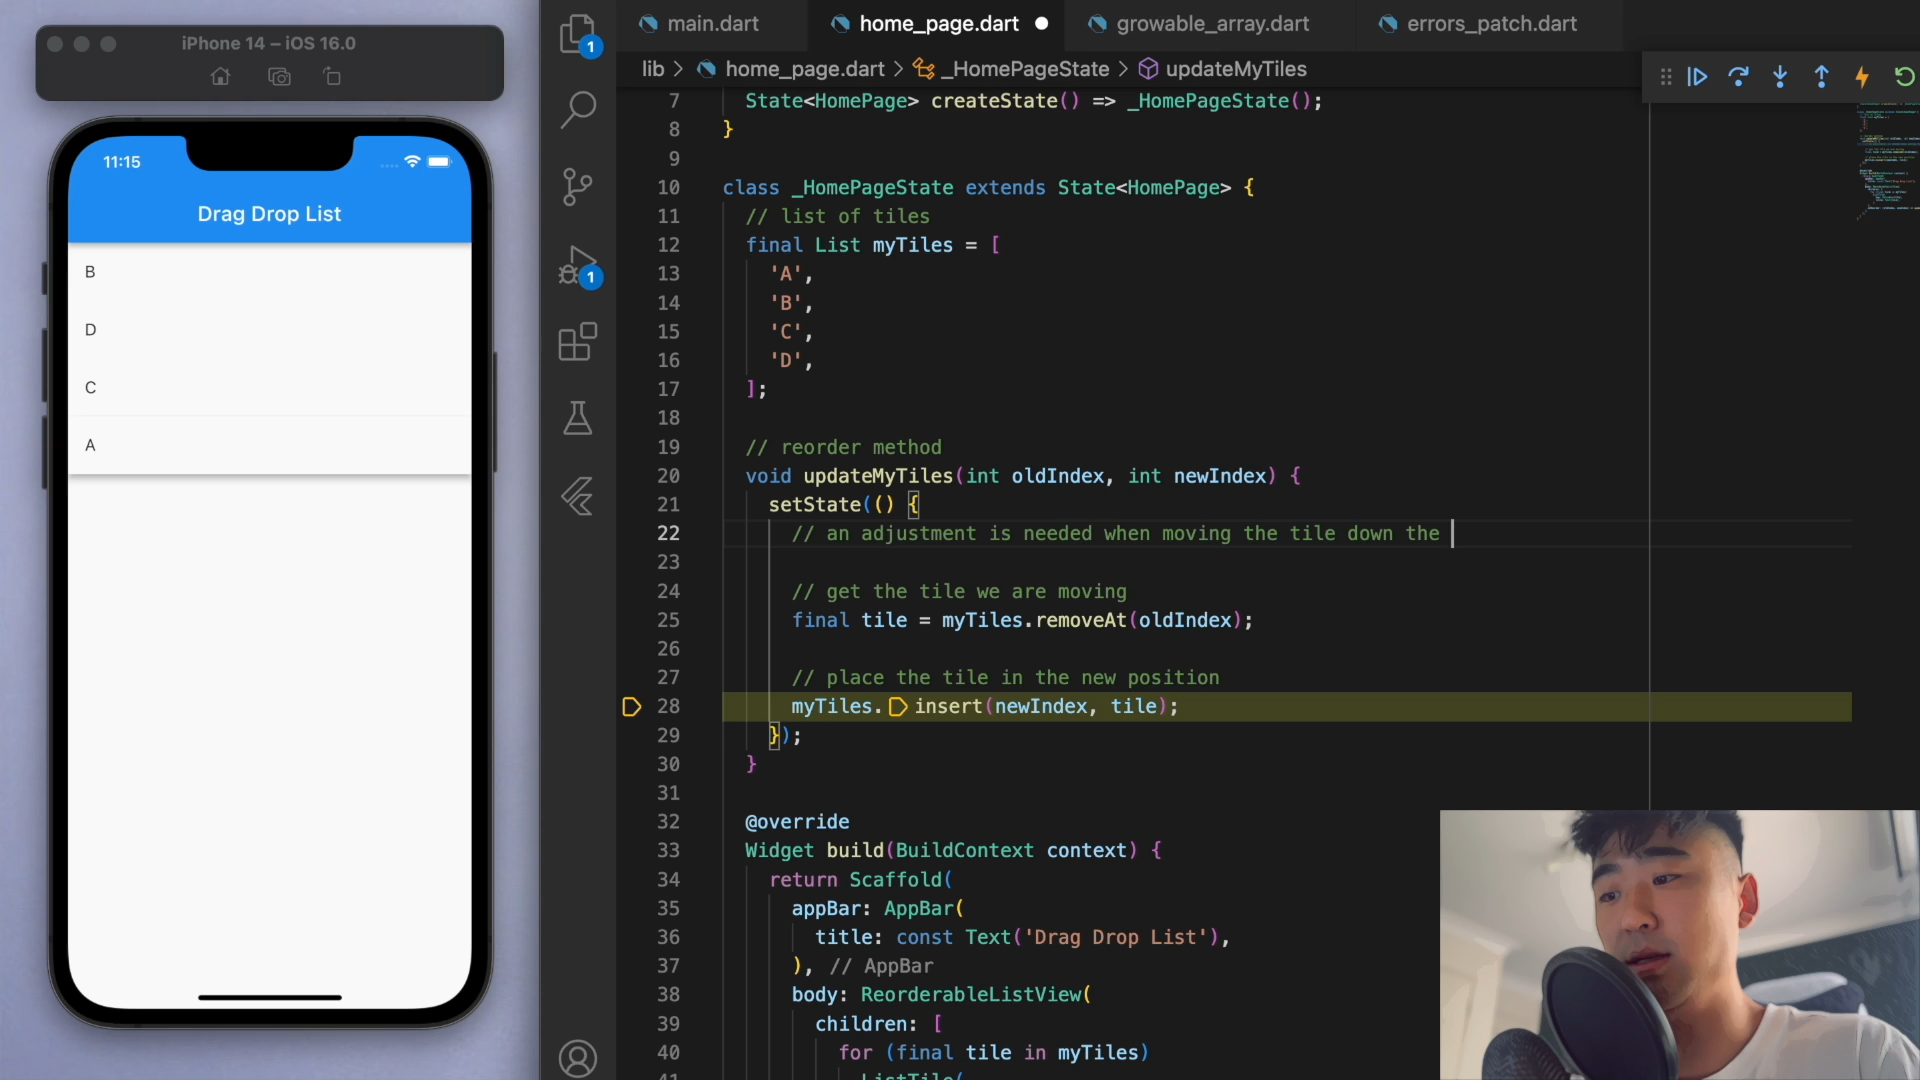 iPhone 14 – iOS 16.0
11:15
Drag Drop List
B
D
C
A
1
1
main.dart
home_page.dart
growable_array.dart
errors_patch.dart
lib > home_page.dart > _HomePageState > updateMyTiles
7 State<HomePage> createState() => _HomePageState();
8 }
9
10 class _HomePageState extends State<HomePage> {
11 // list of tiles
12 final List myTiles = [
13 'A',
14 'B',
15 'C',
16 'D',
17 ];
18
19 // reorder method
20 void updateMyTiles(int oldIndex, int newIndex) {
21 setState(() {
22 // an adjustment is needed when moving the tile down the
23
24 // get the tile we are moving
25 final tile = myTiles.removeAt(oldIndex);
26
27 // place the tile in the new position
28 myTiles.insert(newIndex, tile);
29 });
30 }
31
32 @override
33 Widget build(BuildContext context) {
34 return Scaffold(
35 appBar: AppBar(
36 title: const Text('Drag Drop List'),
37 ), // AppBar
38 body: ReorderableListView(
39 children: [
40 for (final tile in myTiles)
41 ListTile(